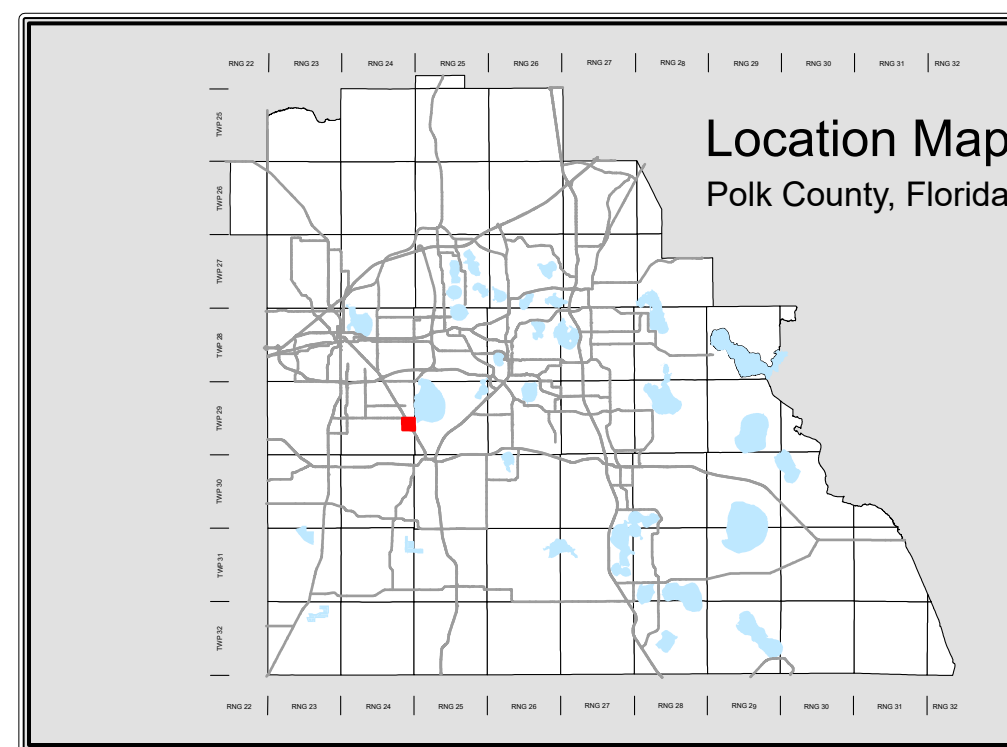 RNG 22 RNG 23 RNG 24 RNG 25 RNG 26 RNG 27 RNG 28 RNG 29 RNG 30 RNG 31 RNG 32
Location Map
Polk County, Florida
TWP 25
TWP 26
TWP 27
TWP 28
TWP 29
TWP 30
TWP 31
TWP 32
RNG 22 RNG 23 RNG 24 RNG 25 RNG 26 RNG 27 RNG 28 RNG 29 RNG 30 RNG 31 RNG 32